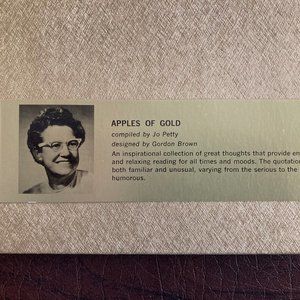 APPLES OF GOLD
compiled by Jo Petty
designed by Gordon Brown
An inspirational collection of great thoughts that provide
and relaxing reading for all times and moods. The quotation
both familiar and unusual, varying from the serious to the
humorous.